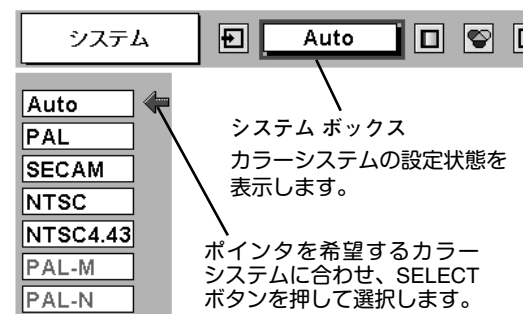 システム
Auto
Auto
PAL
SECAM
NTSC
NTSC4.43
PAL-M
PAL-N
システム ボックス
カラーシステムの設定状態を
表示します。
ポインタを希望するカラー
システムに合わせ、SELECT
ボタンを押して選択します。